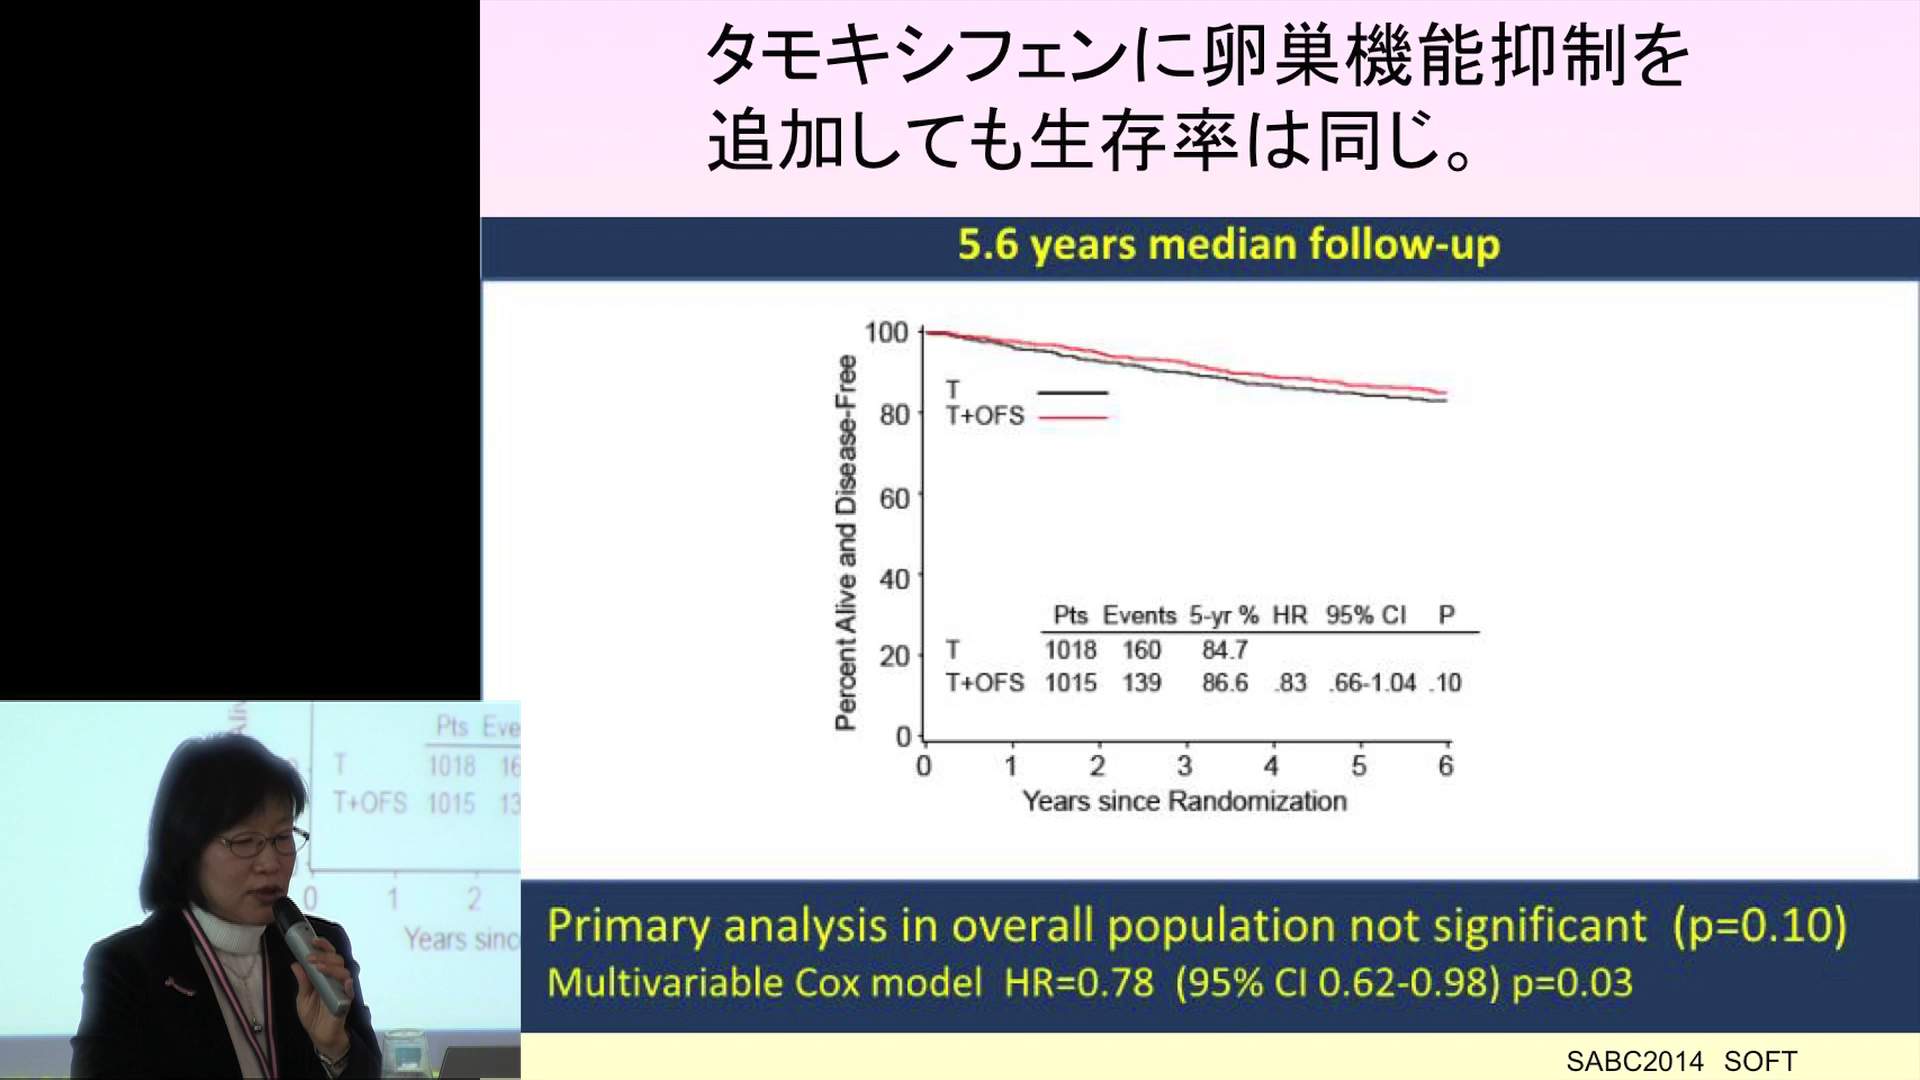 タモキシフェンに卵巣機能抑制を
追加しても生存率は同じ。
5.6 years median follow-up
Percent Alive and Disease-Free
100
80
60
40
20
0
T
T+OFS
Pts Events 5-yr % HR 95% CI P
T 1018 160 84.7
T+OFS 1015 139 86.6 .83 .66-1.04 .10
0 1 2 3 4 5 6
Years since Randomization
Primary analysis in overall population not significant (p=0.10)
Multivariable Cox model HR=0.78 (95% CI 0.62-0.98) p=0.03
SABC2014 SOFT
Pts Eve
T 1018 16
T+OFS 1015 13
0 1 2
Years sinc